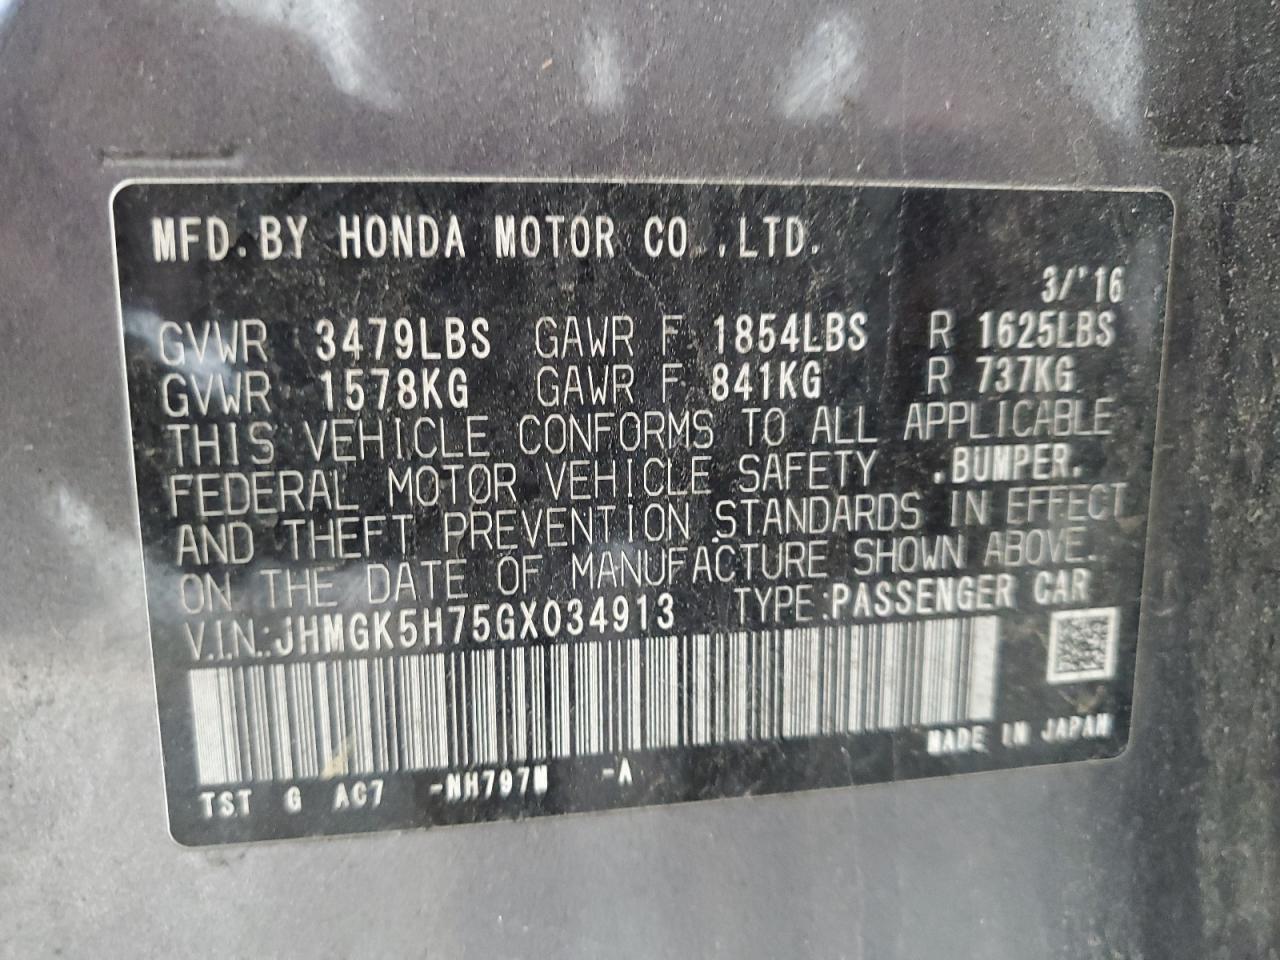 MFD.BY HONDA MOTOR CO.,LTD.
3/'16
GVWR 3479LBS GAWR F 1854LBS R 1625LBS
GVWR 1578KG GAWR F 841KG R 737KG
THIS VEHICLE CONFORMS TO ALL APPLICABLE
FEDERAL MOTOR VEHICLE SAFETY ,BUMPER,
AND THEFT PREVENTION STANDARDS IN EFFECT
ON THE DATE OF MANUFACTURE SHOWN ABOVE.
V.I.N.:JHMGK5H75GX034913 TYPE:PASSENGER CAR
MADE IN JAPAN
TST G AC7 -NH797M -A